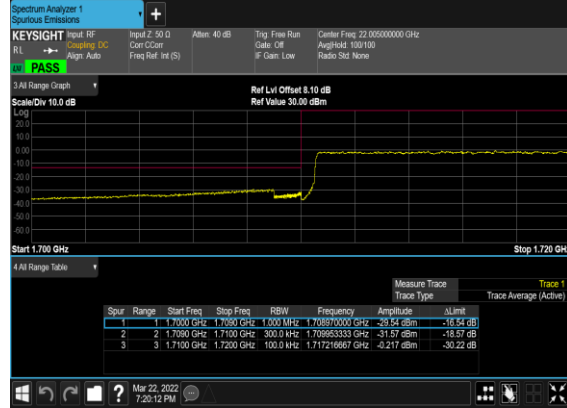 Spectrum Analyzer 1
Spurious Emissions
KEYSIGHT Input: RF Input Z: 50 Ω Atten: 40 dB Trig: Free Run Center Freq: 22.005000000 GHz
RL Coupling: DC Corr CCorr Gate: Off Avg|Hold: 100/100
Align: Auto Freq Ref: Int (S) IF Gain: Low Radio Std: None
PASS
3 All Range Graph Ref Lvl Offset 8.10 dB
Scale/Div 10.0 dB Ref Value 30.00 dBm
Log
20.0
10.0
0.00
-10.0
-20.0
-30.0
-40.0
-50.0
-60.0
Start 1.700 GHz Stop 1.720 GH
4 All Range Table
Measure Trace Trace 1
Trace Type Trace Average (Active)
Spur Range Start Freq Stop Freq RBW Frequency Amplitude ΔLimit
1 1 1.7000 GHz 1.7090 GHz 1.000 MHz 1.708970000 GHz -29.54 dBm -16.54 dB
2 2 1.7090 GHz 1.7100 GHz 300.0 kHz 1.709953333 GHz -31.57 dBm -18.57 dB
3 3 1.7100 GHz 1.7200 GHz 100.0 kHz 1.717216667 GHz -0.217 dBm -30.22 dB
Mar 22, 2022
7:20:12 PM